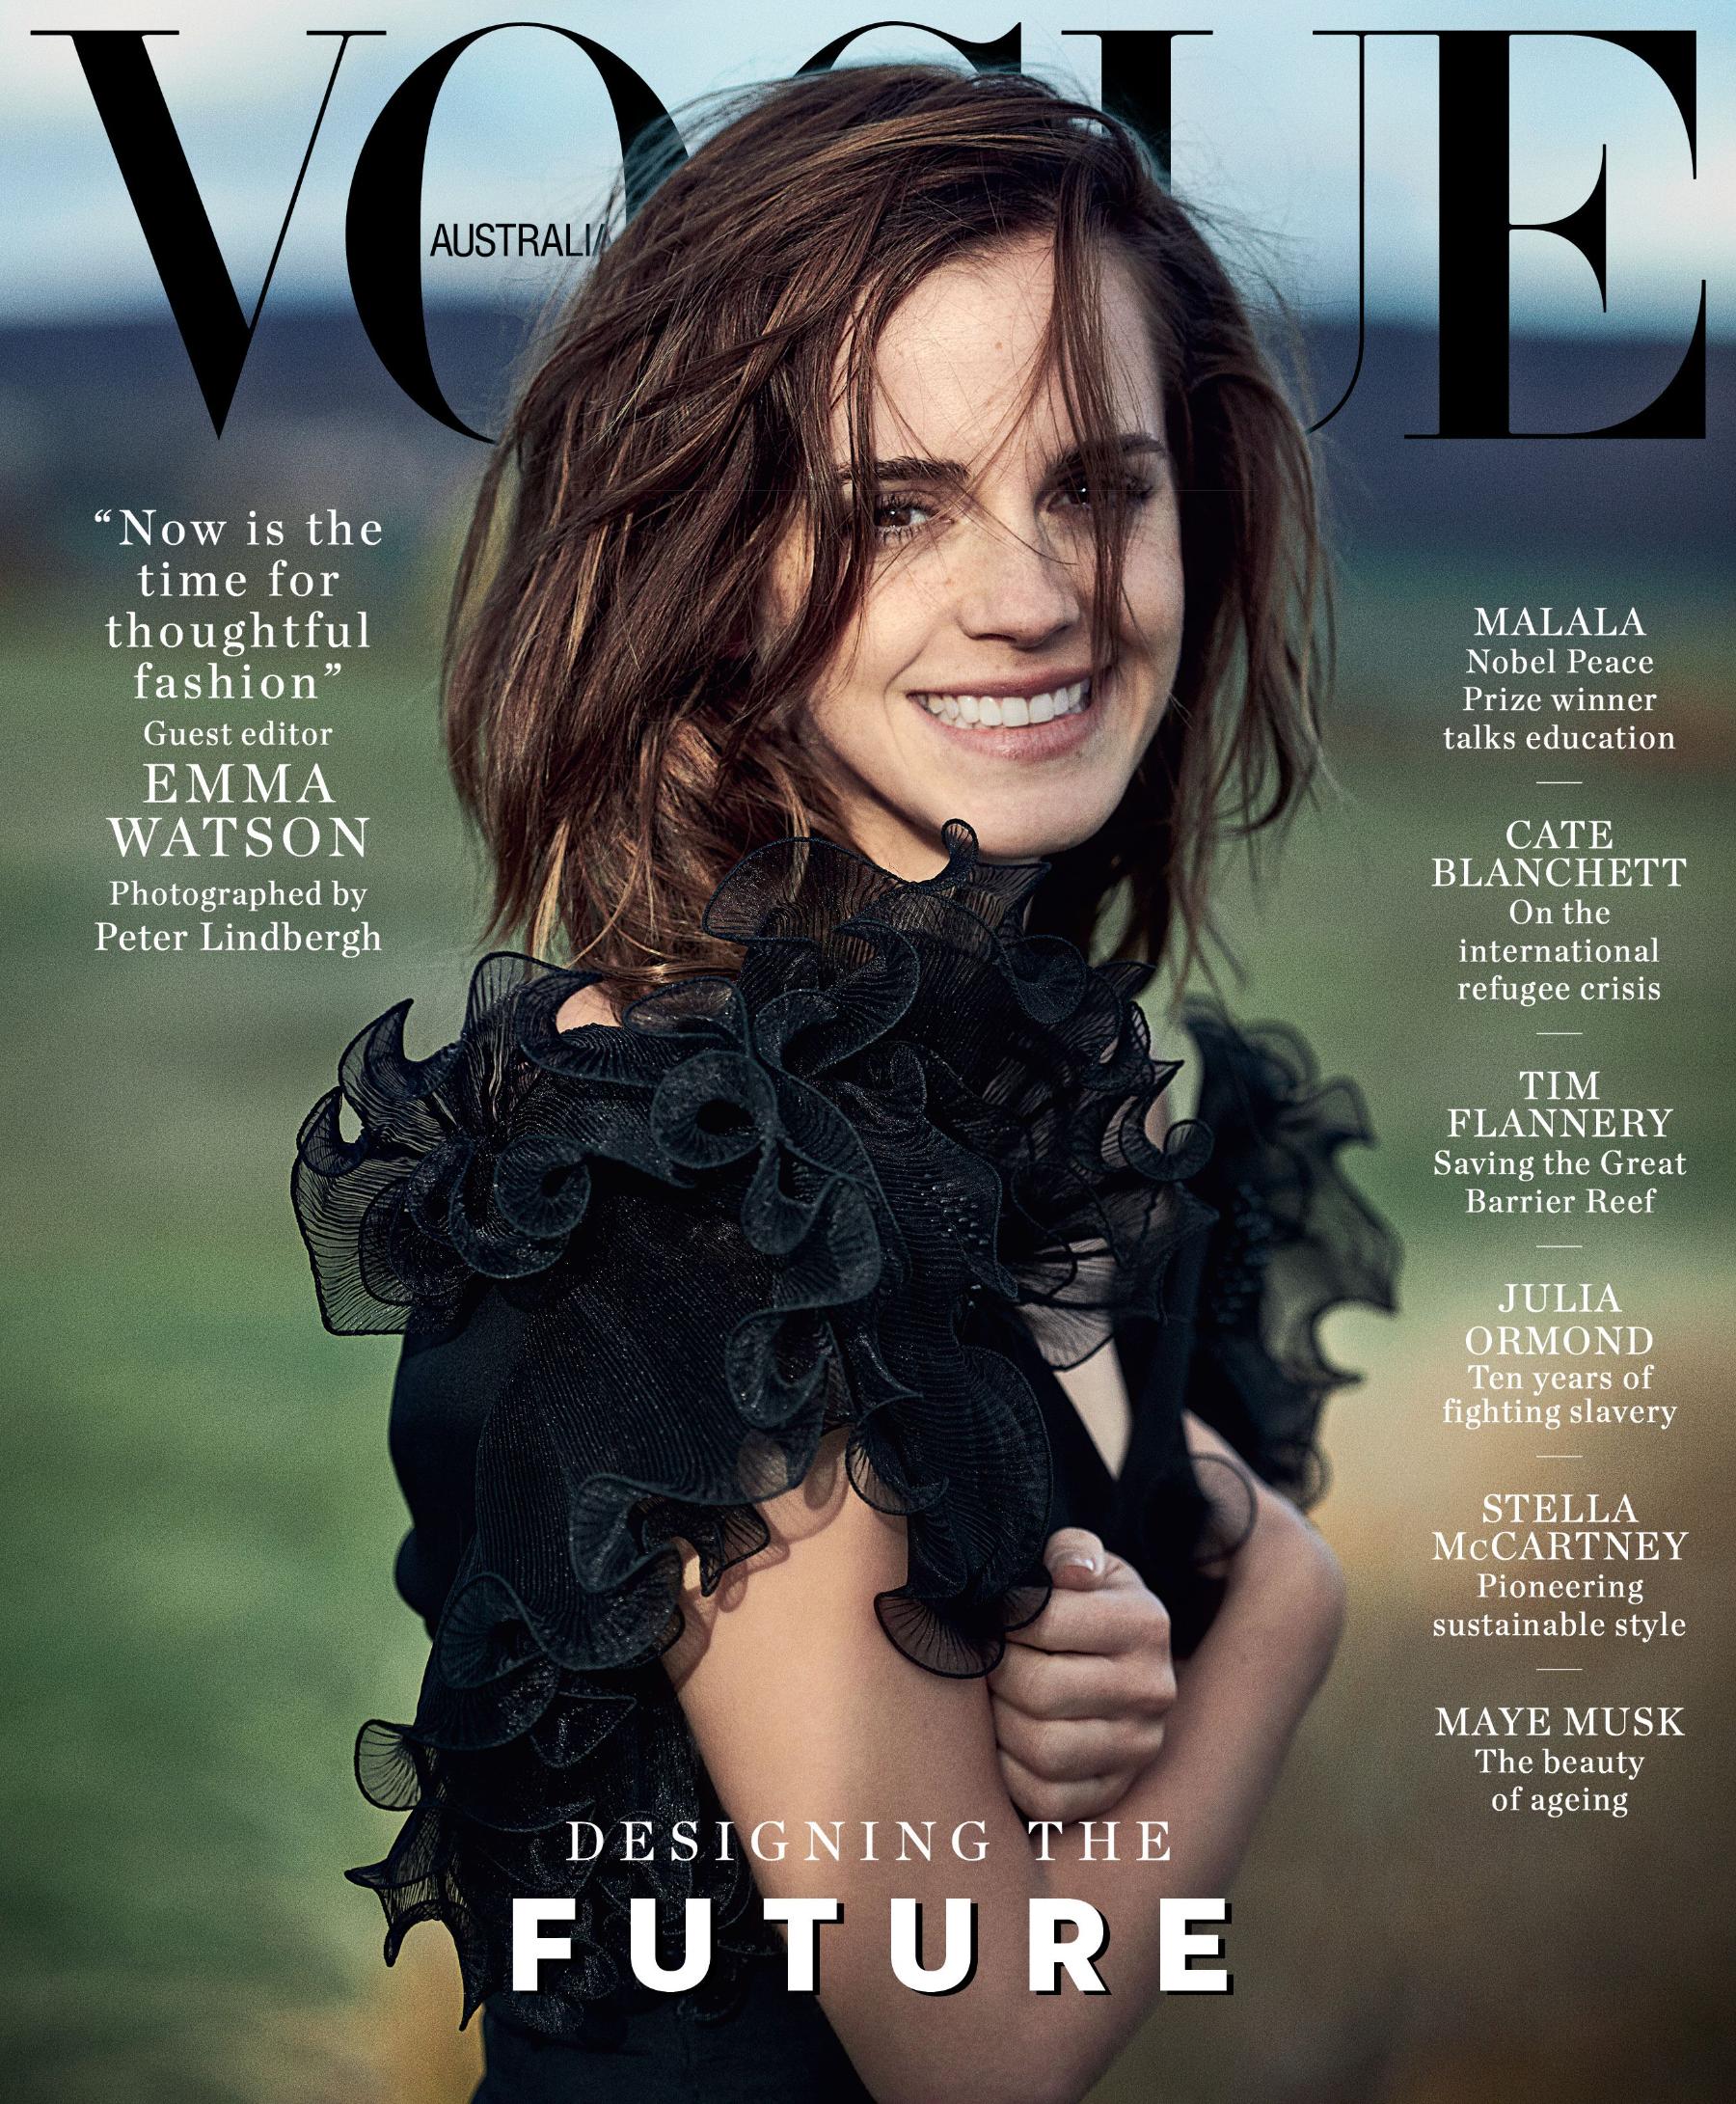 VOGUE
AUSTRALIA
“Now is the
time for
thoughtful
fashion”
Guest editor
EMMA
WATSON
Photographed by
Peter Lindbergh
MALALA
Nobel Peace
Prize winner
talks education
CATE
BLANCHETT
On the
international
refugee crisis
TIM
FLANNERY
Saving the Great
Barrier Reef
JULIA
ORMOND
Ten years of
fighting slavery
STELLA
McCARTNEY
Pioneering
sustainable style
MAYE MUSK
The beauty
of ageing
DESIGNING THE
FUTURE